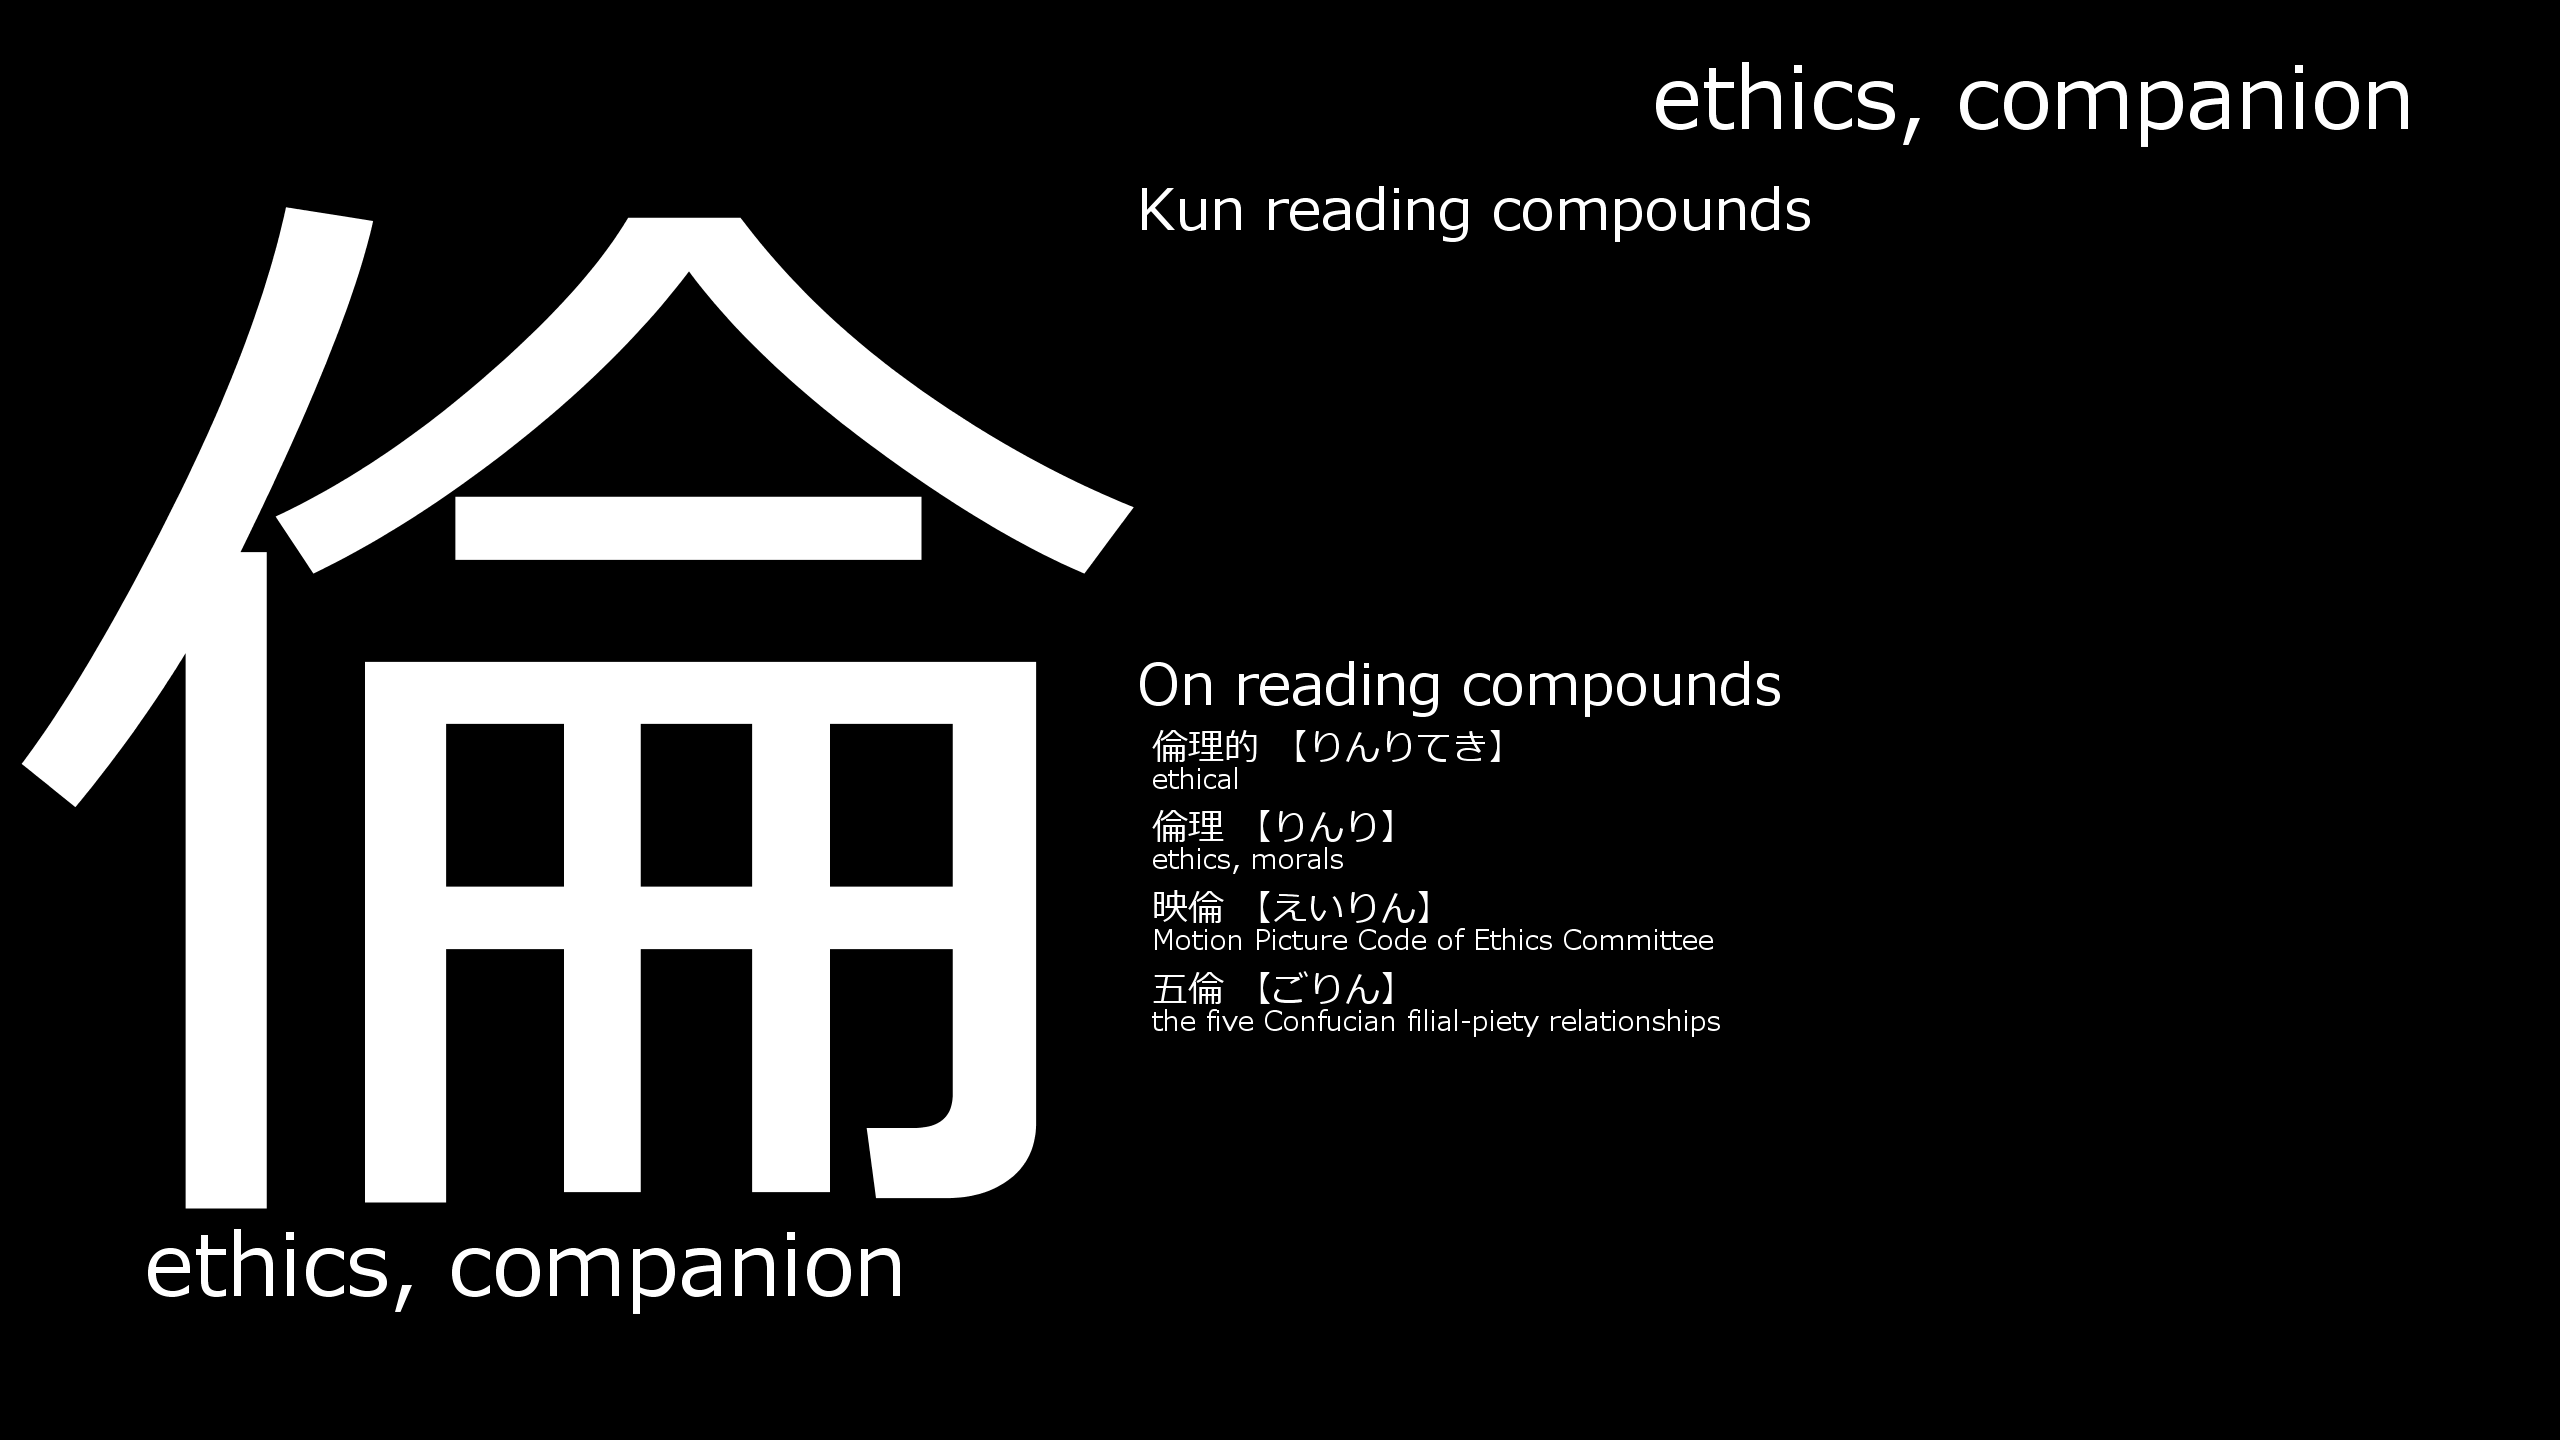 ethics, companion
Kun reading compounds
倫
On reading compounds
倫理的 【りんりてき】
ethical
倫理 【りんり】
ethics, morals
映倫 【えいりん】
Motion Picture Code of Ethics Committee
五倫 【ごりん】
the five Confucian filial-piety relationships
ethics, companion